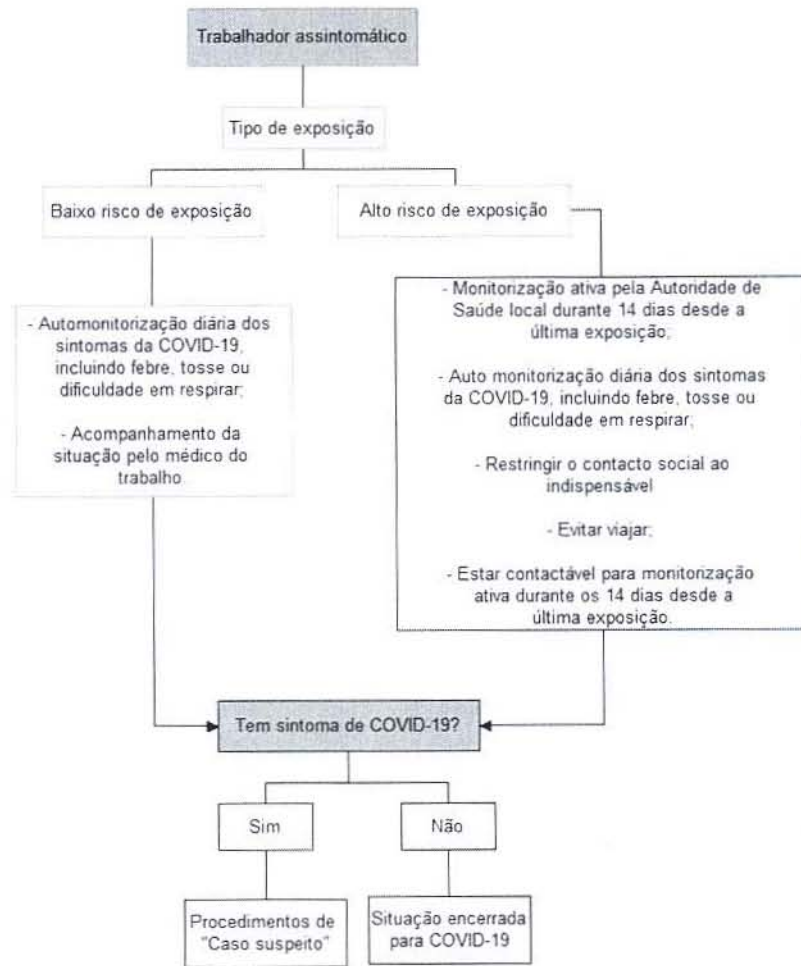 Trabalhador assintomático
Tipo de exposição
Baixo risco de exposição
Alto risco de exposição
- Automonitorização diária dos
sintomas da COVID-19,
incluindo febre, tosse ou
dificuldade em respirar;
- Acompanhamento da
situação pelo médico do
trabalho
- Monitorização ativa pela Autoridade de
Saúde local durante 14 dias desde a
última exposição;
- Auto monitorização diária dos sintomas
da COVID-19, incluindo febre, tosse ou
dificuldade em respirar;
- Restringir o contacto social ao
indispensável
- Evitar viajar;
- Estar contactável para monitorização
ativa durante os 14 dias desde a
última exposição.
Tem sintoma de COVID-19?
Sim
Não
Procedimentos de
"Caso suspeito"
Situação encerrada
para COVID-19